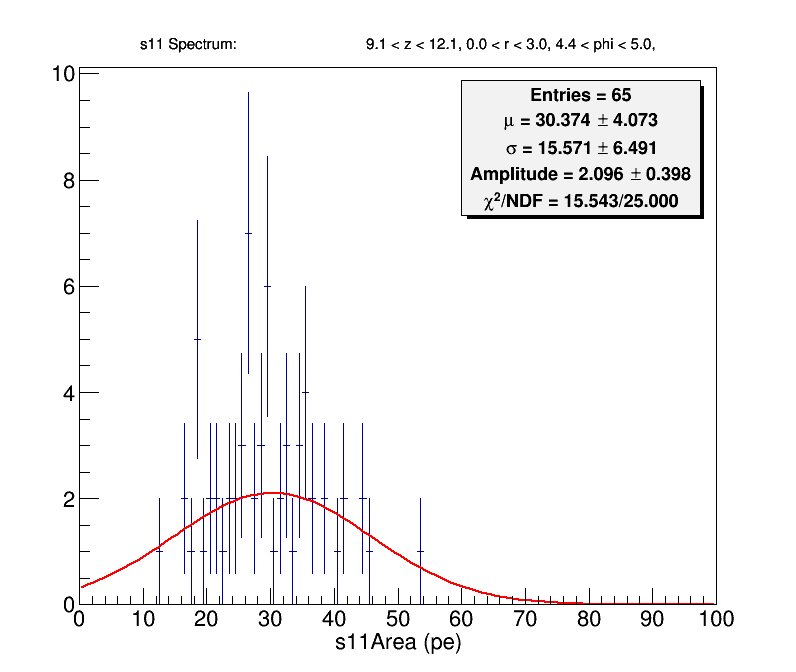 s11 Spectrum: 9.1 < z < 12.1, 0.0 < r < 3.0, 4.4 < phi < 5.0,
Entries = 65
μ = 30.374 ± 4.073
σ = 15.571 ± 6.491
Amplitude = 2.096 ± 0.398
χ²/NDF = 15.543/25.000
10
8
6
4
2
0
0 10 20 30 40 50 60 70 80 90 100
s11Area (pe)